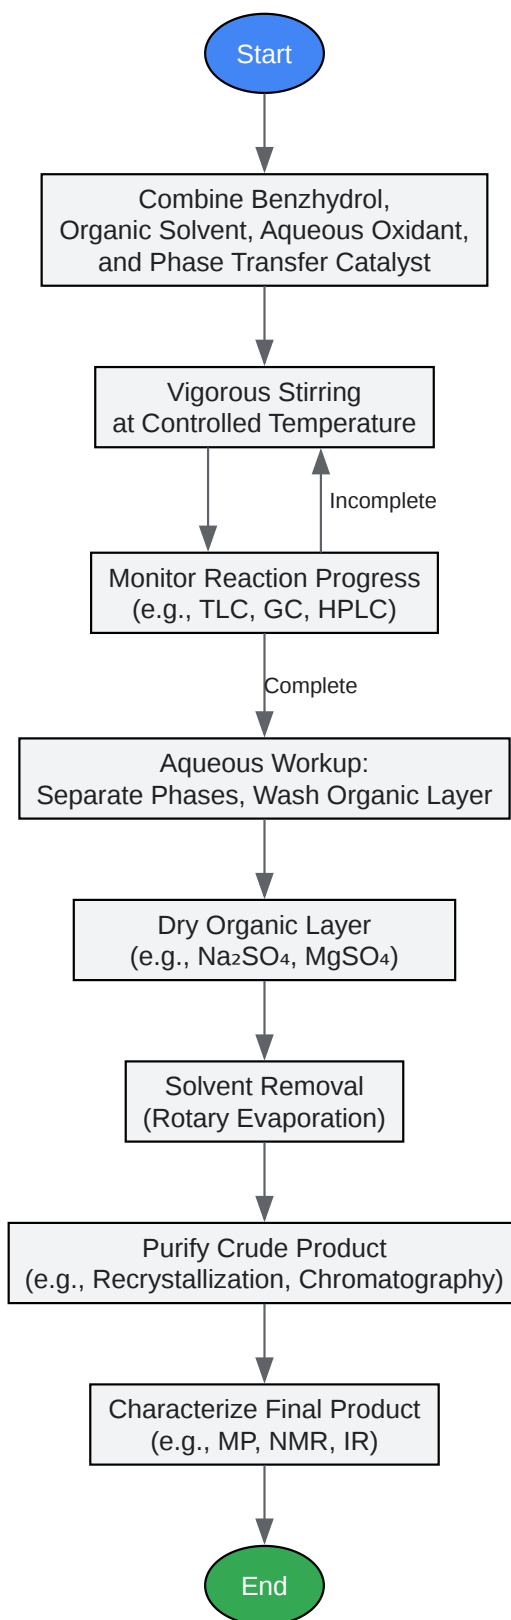 Start
Combine Benzhydrol,
Organic Solvent, Aqueous Oxidant,
and Phase Transfer Catalyst
Vigorous Stirring
at Controlled Temperature
Incomplete
Monitor Reaction Progress
(e.g., TLC, GC, HPLC)
Complete
Aqueous Workup:
Separate Phases, Wash Organic Layer
Dry Organic Layer
(e.g., Na₂SO₄, MgSO₄)
Solvent Removal
(Rotary Evaporation)
Purify Crude Product
(e.g., Recrystallization, Chromatography)
Characterize Final Product
(e.g., MP, NMR, IR)
End